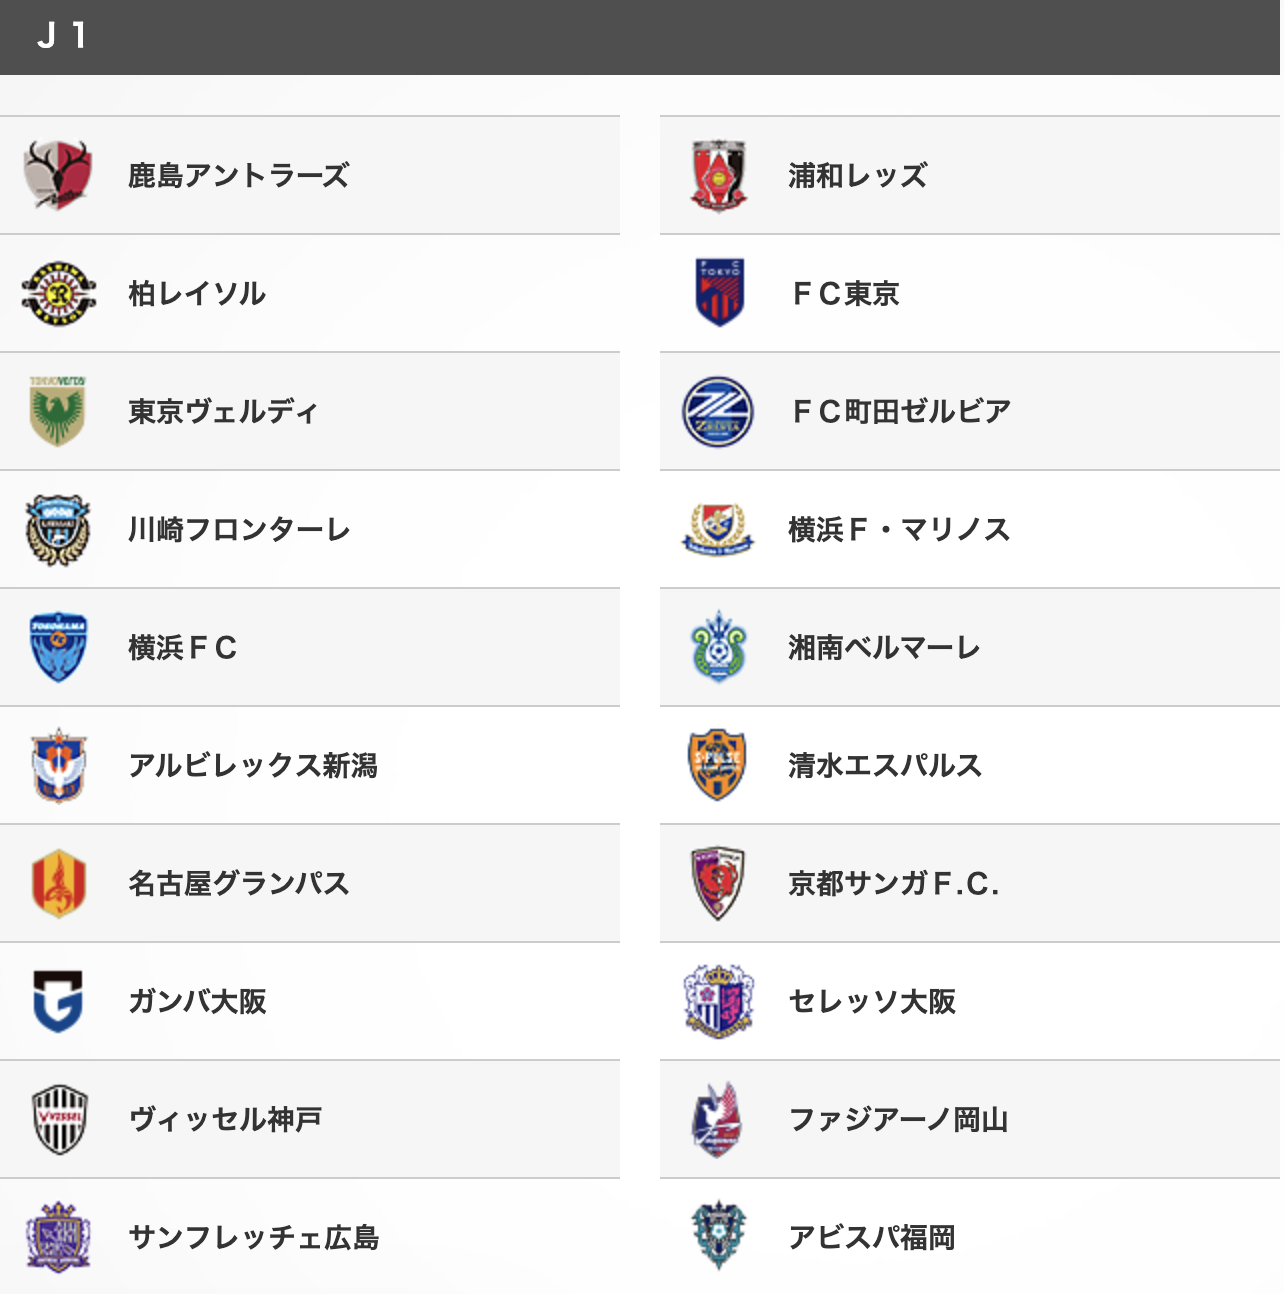 Ｊ１
鹿島アントラーズ
浦和レッズ
柏レイソル
ＦＣ東京
東京ヴェルディ
ＦＣ町田ゼルビア
川崎フロンターレ
横浜Ｆ・マリノス
横浜ＦＣ
湘南ベルマーレ
アルビレックス新潟
清水エスパルス
名古屋グランパス
京都サンガＦ.Ｃ.
ガンバ大阪
セレッソ大阪
ヴィッセル神戸
ファジアーノ岡山
サンフレッチェ広島
アビスパ福岡